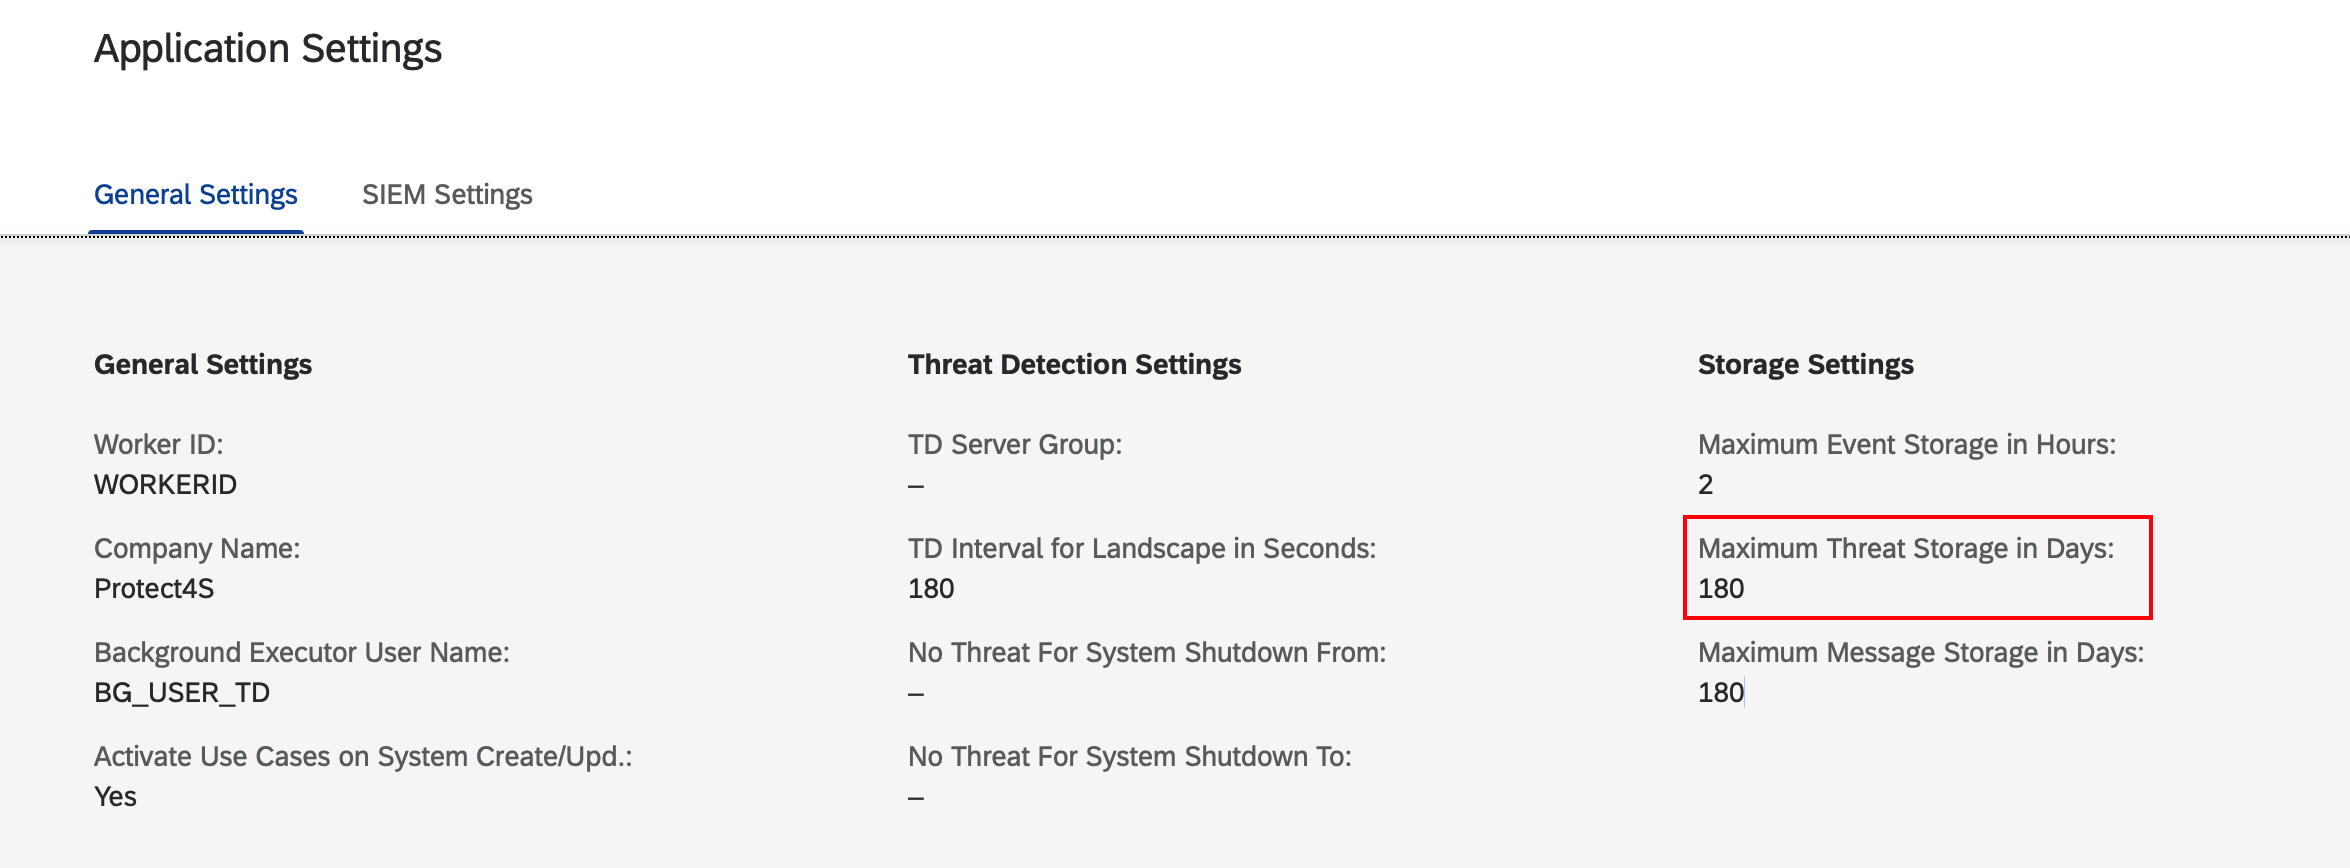 Application Settings
General Settings
SIEM Settings
General Settings
Worker ID:
WORKERID
Company Name:
Protect4S
Background Executor User Name:
BG_USER_TD
Activate Use Cases on System Create/Upd.:
Yes
Threat Detection Settings
TD Server Group:
–
TD Interval for Landscape in Seconds:
180
No Threat For System Shutdown From:
–
No Threat For System Shutdown To:
–
Storage Settings
Maximum Event Storage in Hours:
2
Maximum Threat Storage in Days:
180
Maximum Message Storage in Days:
180